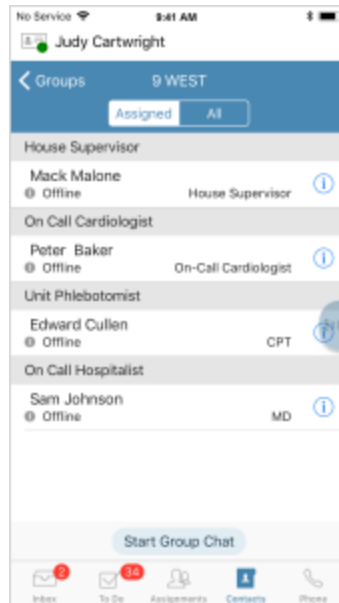 No Service 9:41 AM
Judy Cartwright
Groups 9 WEST
Assigned All
House Supervisor
Mack Malone
Offline House Supervisor
On Call Cardiologist
Peter Baker
Offline On-Call Cardiologist
Unit Phlebotomist
Edward Cullen
Offline CPT
On Call Hospitalist
Sam Johnson
Offline MD
Start Group Chat
2 34
Inbox To Do Assignments Contacts Phone